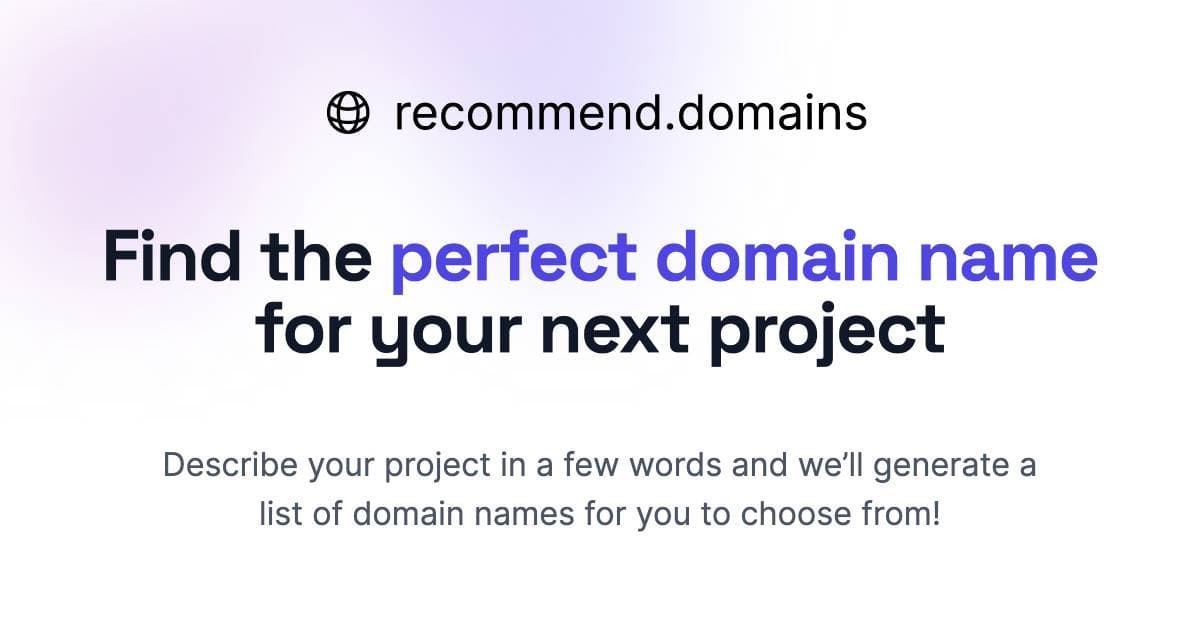 recommend.domains
Find the perfect domain name
for your next project
Describe your project in a few words and we’ll generate a
list of domain names for you to choose from!